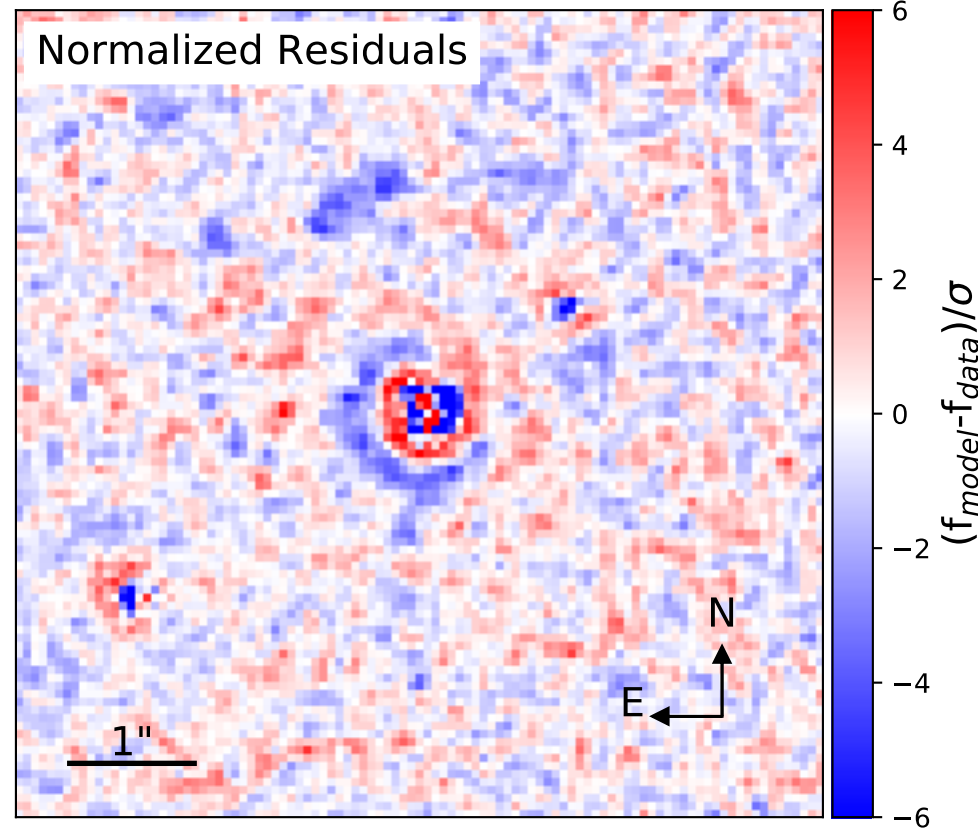 Normalized Residuals
N
E
1"
6
4
2
0
−2
−4
−6
(f_model-f_data)/σ